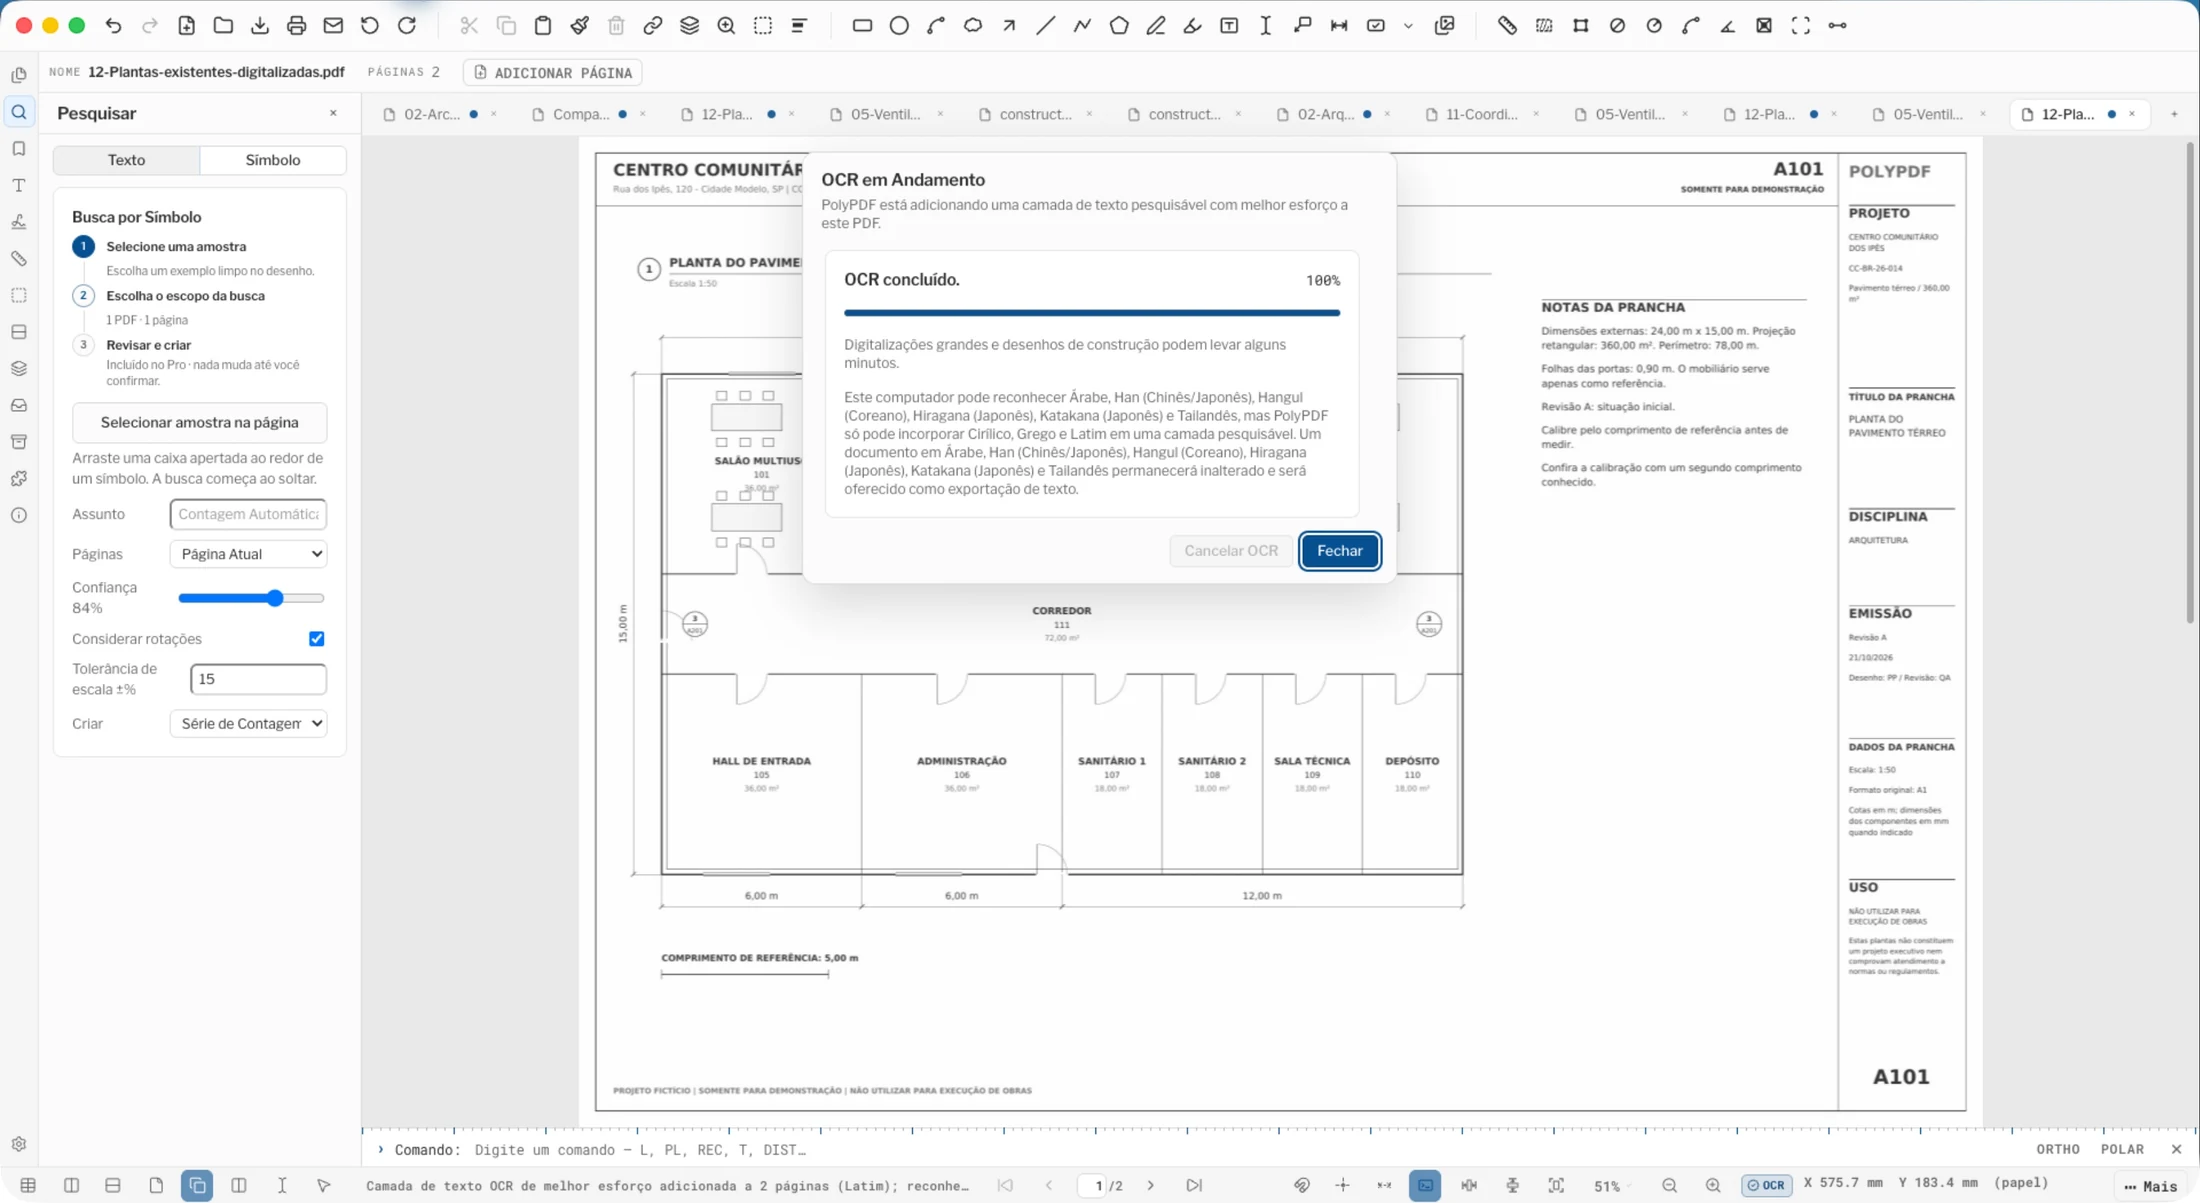 NOME 12-Plantas-existentes-digitalizadas.pdf PÁGINAS 2 ADICIONAR PÁGINA
Pesquisar ×
Texto Símbolo
Busca por Símbolo
1 Selecione uma amostra
Escolha um exemplo limpo no desenho.
2 Escolha o escopo da busca
1 PDF · 1 página
3 Revisar e criar
Incluído no Pro · nada muda até você
confirmar.
Selecionar amostra na página
Arraste uma caixa apertada ao redor de
um símbolo. A busca começa ao soltar.
Assunto Contagem Automática
Páginas Página Atual
Confiança
84%
Considerar rotações
Tolerância de
escala ±% 15
Criar Série de Contagem
02-Arc... × Compa... × 12-Pla... × 05-Ventil... × construct... × construct... × 02-Arq... × 11-Coordi... × 05-Ventil... × 12-Pla... × 05-Ventil... × 12-Pla... × +
CENTRO COMUNITÁR
Rua dos Ipês, 120 - Cidade Modelo, SP | CC
A101
SOMENTE PARA DEMONSTRAÇÃO
1 PLANTA DO PAVIME
Escala 1:50
OCR em Andamento
PolyPDF está adicionando uma camada de texto pesquisável com melhor esforço a
este PDF.
OCR concluído. 100%
Digitalizações grandes e desenhos de construção podem levar alguns
minutos.
Este computador pode reconhecer Árabe, Han (Chinês/Japonês), Hangul
(Coreano), Hiragana (Japonês), Katakana (Japonês) e Tailandês, mas PolyPDF
só pode incorporar Cirílico, Grego e Latim em uma camada pesquisável. Um
documento em Árabe, Han (Chinês/Japonês), Hangul (Coreano), Hiragana
(Japonês), Katakana (Japonês) e Tailandês permanecerá inalterado e será
oferecido como exportação de texto.
Cancelar OCR Fechar
SALÃO MULTIUS
101
36,00 m²
15,00 m
3
A201
CORREDOR
111
72,00 m²
3
A201
HALL DE ENTRADA
105
36,00 m²
ADMINISTRAÇÃO
106
36,00 m²
SANITÁRIO 1
107
18,00 m²
SANITÁRIO 2
108
18,00 m²
SALA TÉCNICA
109
18,00 m²
DEPÓSITO
110
18,00 m²
6,00 m 6,00 m 12,00 m
COMPRIMENTO DE REFERÊNCIA: 5,00 m
PROJETO FICTÍCIO | SOMENTE PARA DEMONSTRAÇÃO | NÃO UTILIZAR PARA EXECUÇÃO DE OBRAS
NOTAS DA PRANCHA
Dimensões externas: 24,00 m x 15,00 m. Projeção
retangular: 360,00 m². Perímetro: 78,00 m.
Folhas das portas: 0,90 m. O mobiliário serve
apenas como referência.
Revisão A: situação inicial.
Calibre pelo comprimento de referência antes de
medir.
Confira a calibração com um segundo comprimento
conhecido.
POLYPDF
PROJETO
CENTRO COMUNITÁRIO
DOS IPÊS
CC-BR-26-014
Pavimento térreo / 360,00
m²
TÍTULO DA PRANCHA
PLANTA DO
PAVIMENTO TÉRREO
DISCIPLINA
ARQUITETURA
EMISSÃO
Revisão A
21/10/2026
Desenho: PP / Revisão: QA
DADOS DA PRANCHA
Escala: 1:50
Formato original: A1
Cotas em m; dimensões
dos componentes em mm
quando indicado
USO
NÃO UTILIZAR PARA
EXECUÇÃO DE OBRAS
Estas plantas não constituem
um projeto executivo nem
comprovam atendimento a
normas ou regulamentos.
A101
› Comando: Digite um comando – L, PL, REC, T, DIST… ORTHO POLAR ×
Camada de texto OCR de melhor esforço adicionada a 2 páginas (Latim); reconhe… 1 /2 51% OCR X 575.7 mm Y 183.4 mm (papel) ••• Mais